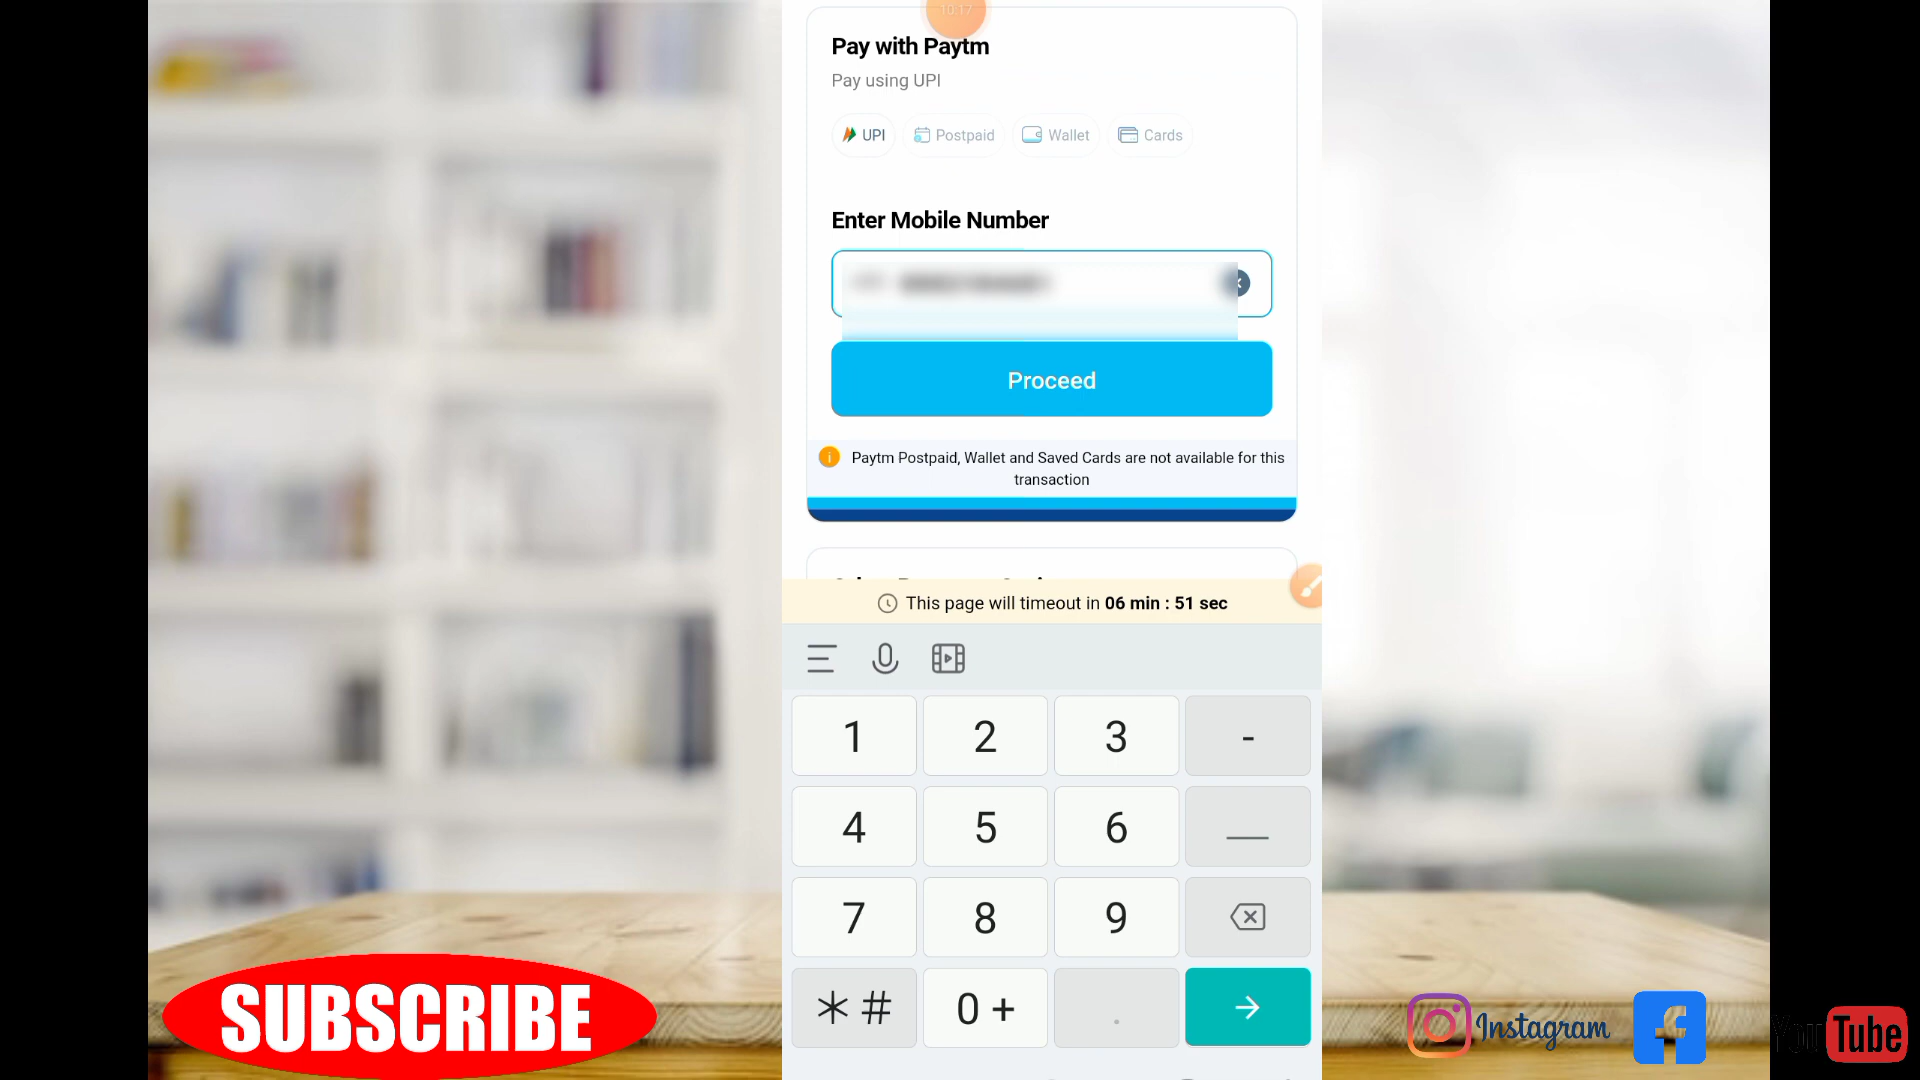 10:17
Pay with Paytm
Pay using UPI
UPI Postpaid Wallet Cards
Enter Mobile Number
Proceed
Paytm Postpaid, Wallet and Saved Cards are not available for this
transaction
This page will timeout in 06 min : 51 sec
1 2 3 -
4 5 6
7 8 9
*# 0 + .
SUBSCRIBE
Instagram
YouTube